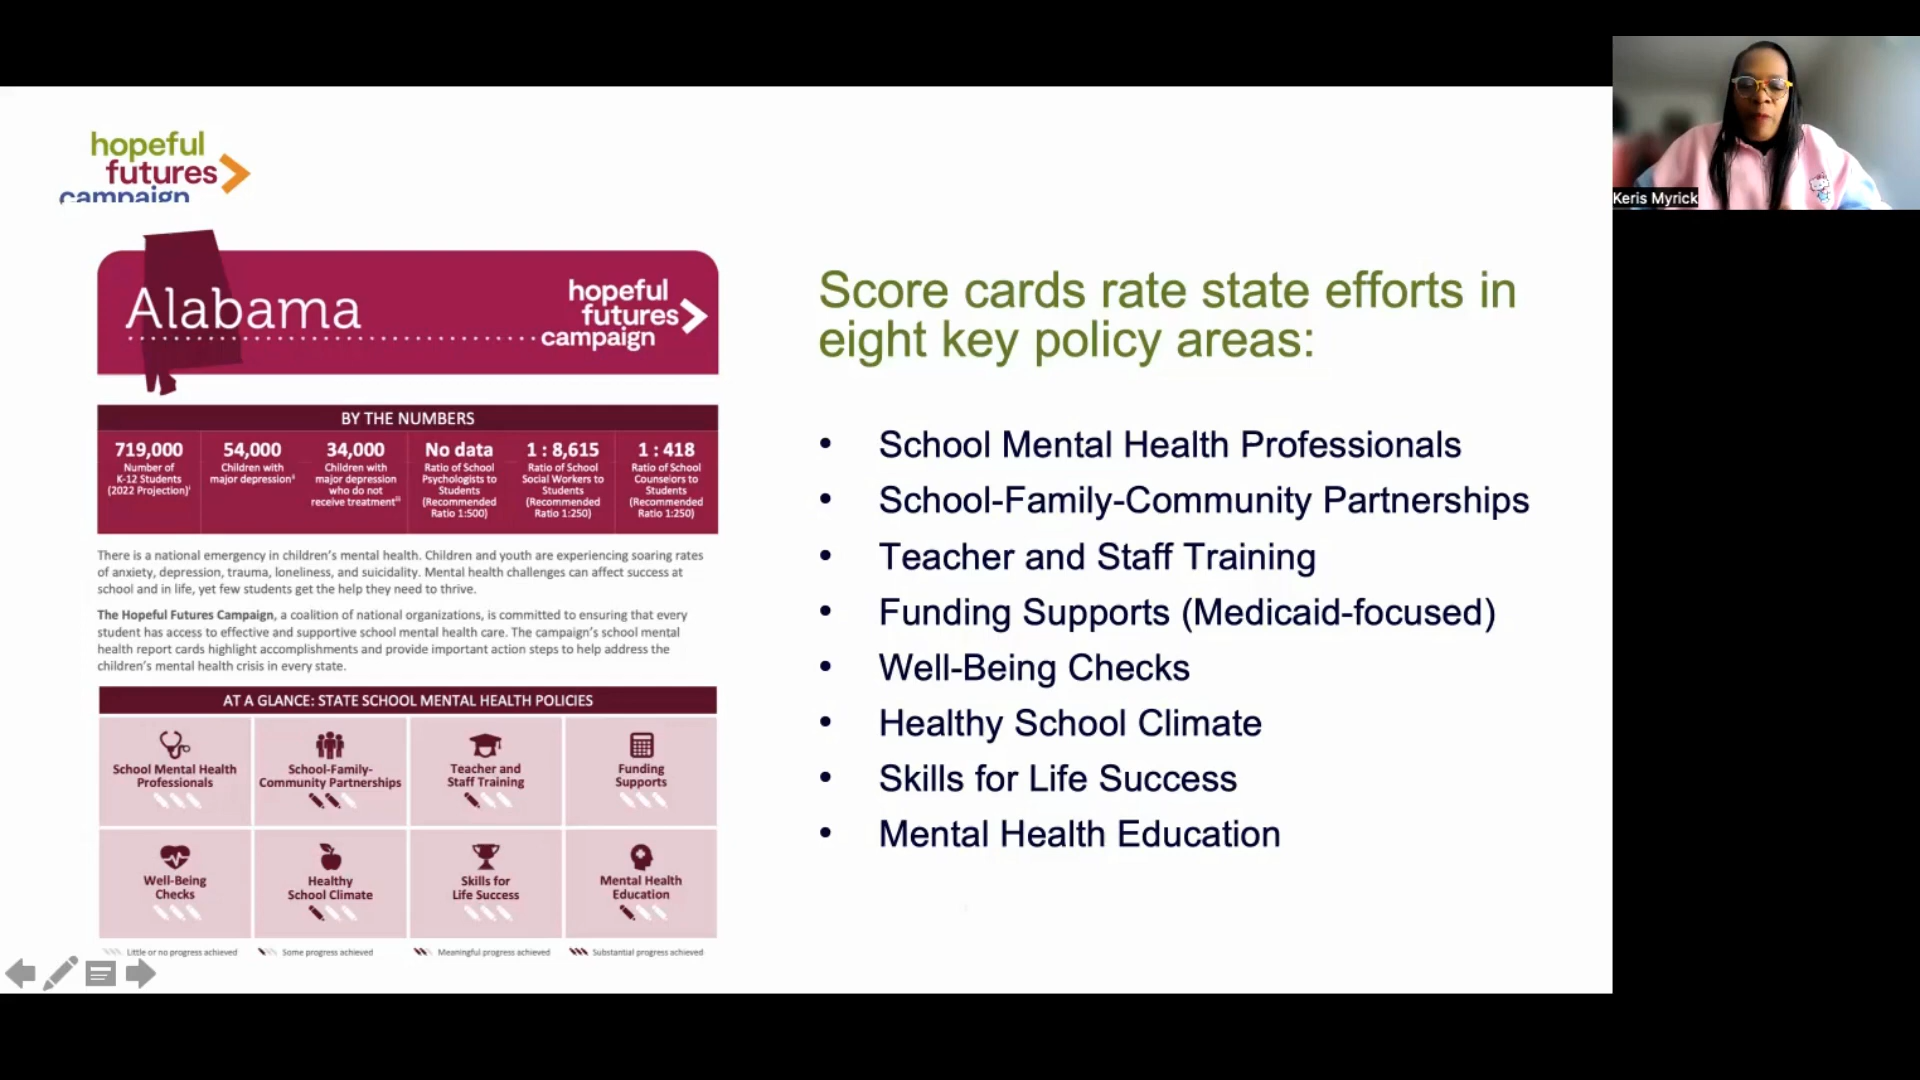 hopeful
futures
campaign
Alabama
hopeful
futures
campaign
BY THE NUMBERS
719,000
Number of
K-12 Students
(2022 Projection)i
54,000
Children with
major depressionii
34,000
Children with
major depression
who do not
receive treatmentiii
No data
Ratio of School
Psychologists to
Students
(Recommended
Ratio 1:500)
1 : 8,615
Ratio of School
Social Workers to
Students
(Recommended
Ratio 1:250)
1 : 418
Ratio of School
Counselors to
Students
(Recommended
Ratio 1:250)
There is a national emergency in children's mental health. Children and youth are experiencing soaring rates
of anxiety, depression, trauma, loneliness, and suicidality. Mental health challenges can affect success at
school and in life, yet few students get the help they need to thrive.
The Hopeful Futures Campaign, a coalition of national organizations, is committed to ensuring that every
student has access to effective and supportive school mental health care. The campaign's school mental
health report cards highlight accomplishments and provide important action steps to help address the
children's mental health crisis in every state.
AT A GLANCE: STATE SCHOOL MENTAL HEALTH POLICIES
School Mental Health
Professionals
School-Family-
Community Partnerships
Teacher and
Staff Training
Funding
Supports
Well-Being
Checks
Healthy
School Climate
Skills for
Life Success
Mental Health
Education
Little or no progress achieved
Some progress achieved
Meaningful progress achieved
Substantial progress achieved
Score cards rate state efforts in
eight key policy areas:
• School Mental Health Professionals
• School-Family-Community Partnerships
• Teacher and Staff Training
• Funding Supports (Medicaid-focused)
• Well-Being Checks
• Healthy School Climate
• Skills for Life Success
• Mental Health Education
Keris Myrick